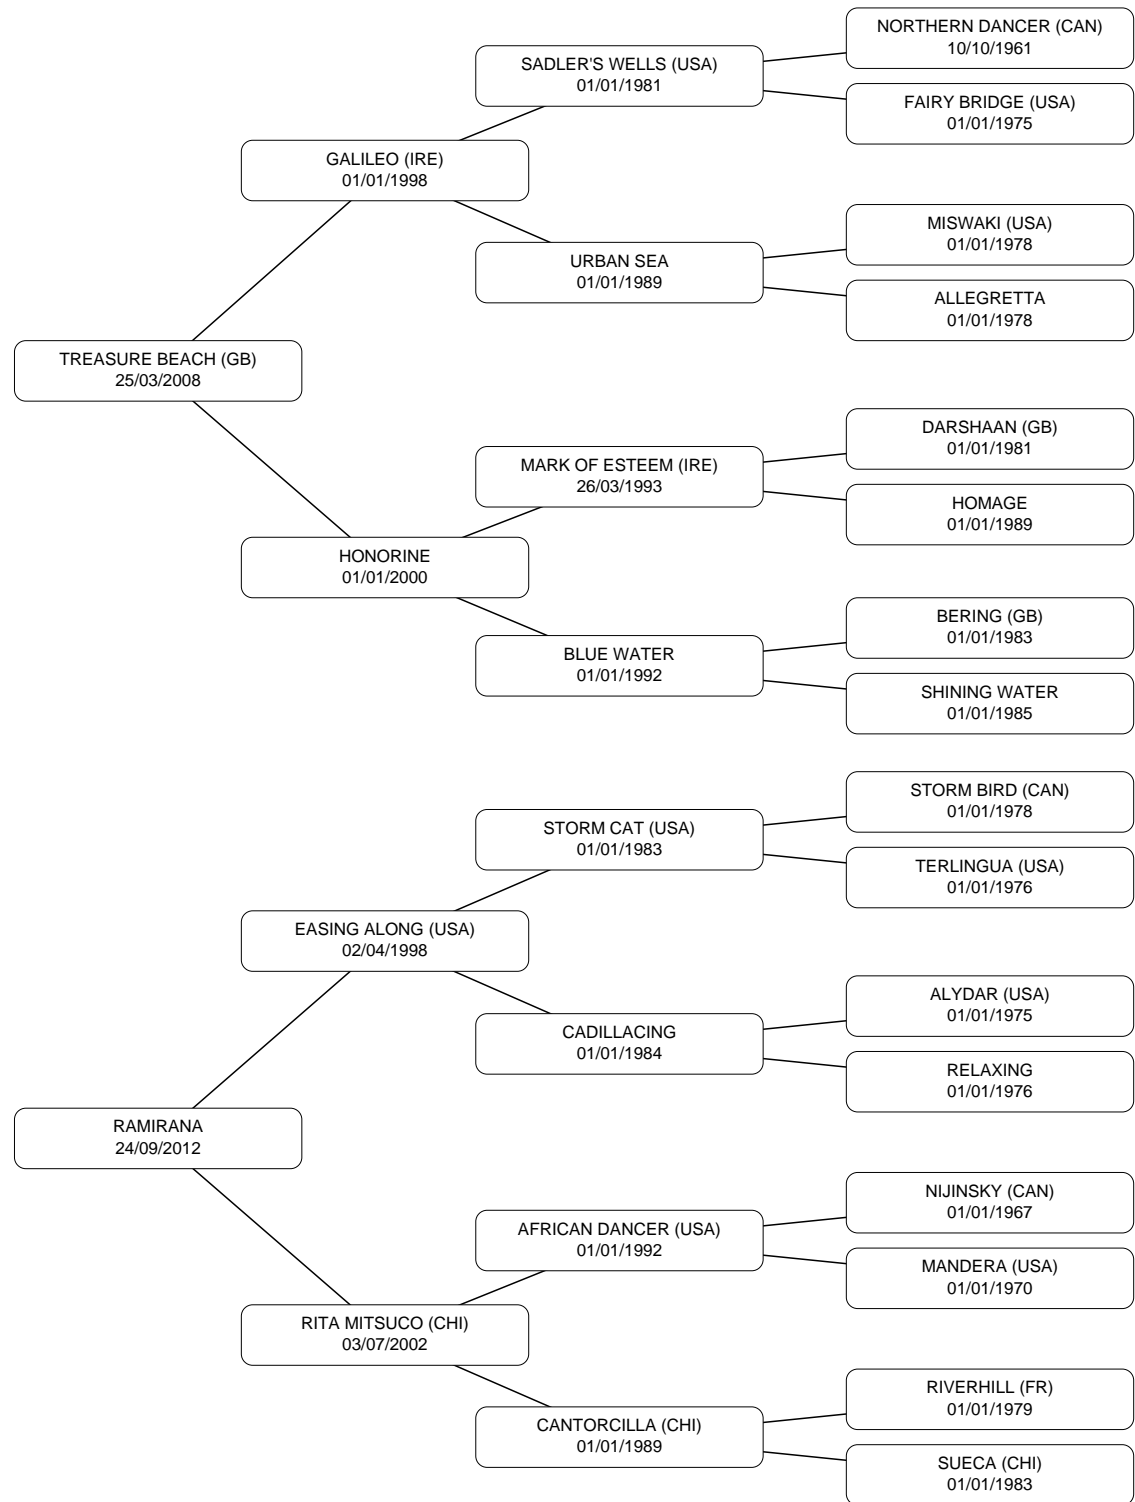 NORTHERN DANCER (CAN)
10/10/1961
SADLER'S WELLS (USA)
01/01/1981
FAIRY BRIDGE (USA)
01/01/1975
GALILEO (IRE)
01/01/1998
MISWAKI (USA)
01/01/1978
URBAN SEA
01/01/1989
ALLEGRETTA
01/01/1978
TREASURE BEACH (GB)
25/03/2008
DARSHAAN (GB)
01/01/1981
MARK OF ESTEEM (IRE)
26/03/1993
HOMAGE
01/01/1989
HONORINE
01/01/2000
BERING (GB)
01/01/1983
BLUE WATER
01/01/1992
SHINING WATER
01/01/1985
STORM BIRD (CAN)
01/01/1978
STORM CAT (USA)
01/01/1983
TERLINGUA (USA)
01/01/1976
EASING ALONG (USA)
02/04/1998
ALYDAR (USA)
01/01/1975
CADILLACING
01/01/1984
RELAXING
01/01/1976
RAMIRANA
24/09/2012
NIJINSKY (CAN)
01/01/1967
AFRICAN DANCER (USA)
01/01/1992
MANDERA (USA)
01/01/1970
RITA MITSUCO (CHI)
03/07/2002
RIVERHILL (FR)
01/01/1979
CANTORCILLA (CHI)
01/01/1989
SUECA (CHI)
01/01/1983